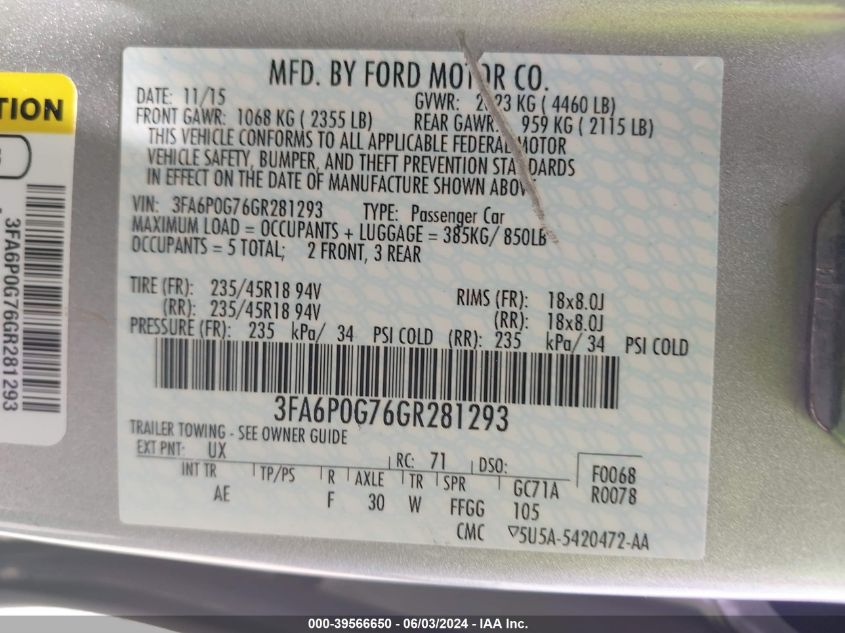 TION
3FA6P0G76GR281293
MFD. BY FORD MOTOR CO.
DATE: 11/15 GVWR: 2023 KG ( 4460 LB)
FRONT GAWR: 1068 KG ( 2355 LB) REAR GAWR: 959 KG ( 2115 LB)
THIS VEHICLE CONFORMS TO ALL APPLICABLE FEDERAL MOTOR
VEHICLE SAFETY, BUMPER, AND THEFT PREVENTION STANDARDS
IN EFFECT ON THE DATE OF MANUFACTURE SHOWN ABOVE
VIN: 3FA6P0G76GR281293 TYPE: Passenger Car
MAXIMUM LOAD = OCCUPANTS + LUGGAGE = 385KG/ 850LB
OCCUPANTS = 5 TOTAL; 2 FRONT, 3 REAR
TIRE (FR): 235/45R18 94V RIMS (FR): 18x8.0J
(RR): 235/45R18 94V (RR): 18x8.0J
PRESSURE (FR): 235 kPa/ 34 PSI COLD (RR): 235 kPa/ 34 PSI COLD
3FA6P0G76GR281293
TRAILER TOWING - SEE OWNER GUIDE
EXT PNT: UX RC: 71 DSO: F0068
INT TR TP/PS R AXLE TR SPR GC71A R0078
AE F 30 W FFGG 105
CMC ▽5U5A-5420472-AA
000-39566650 / 06/03/2024 - IAA Inc.